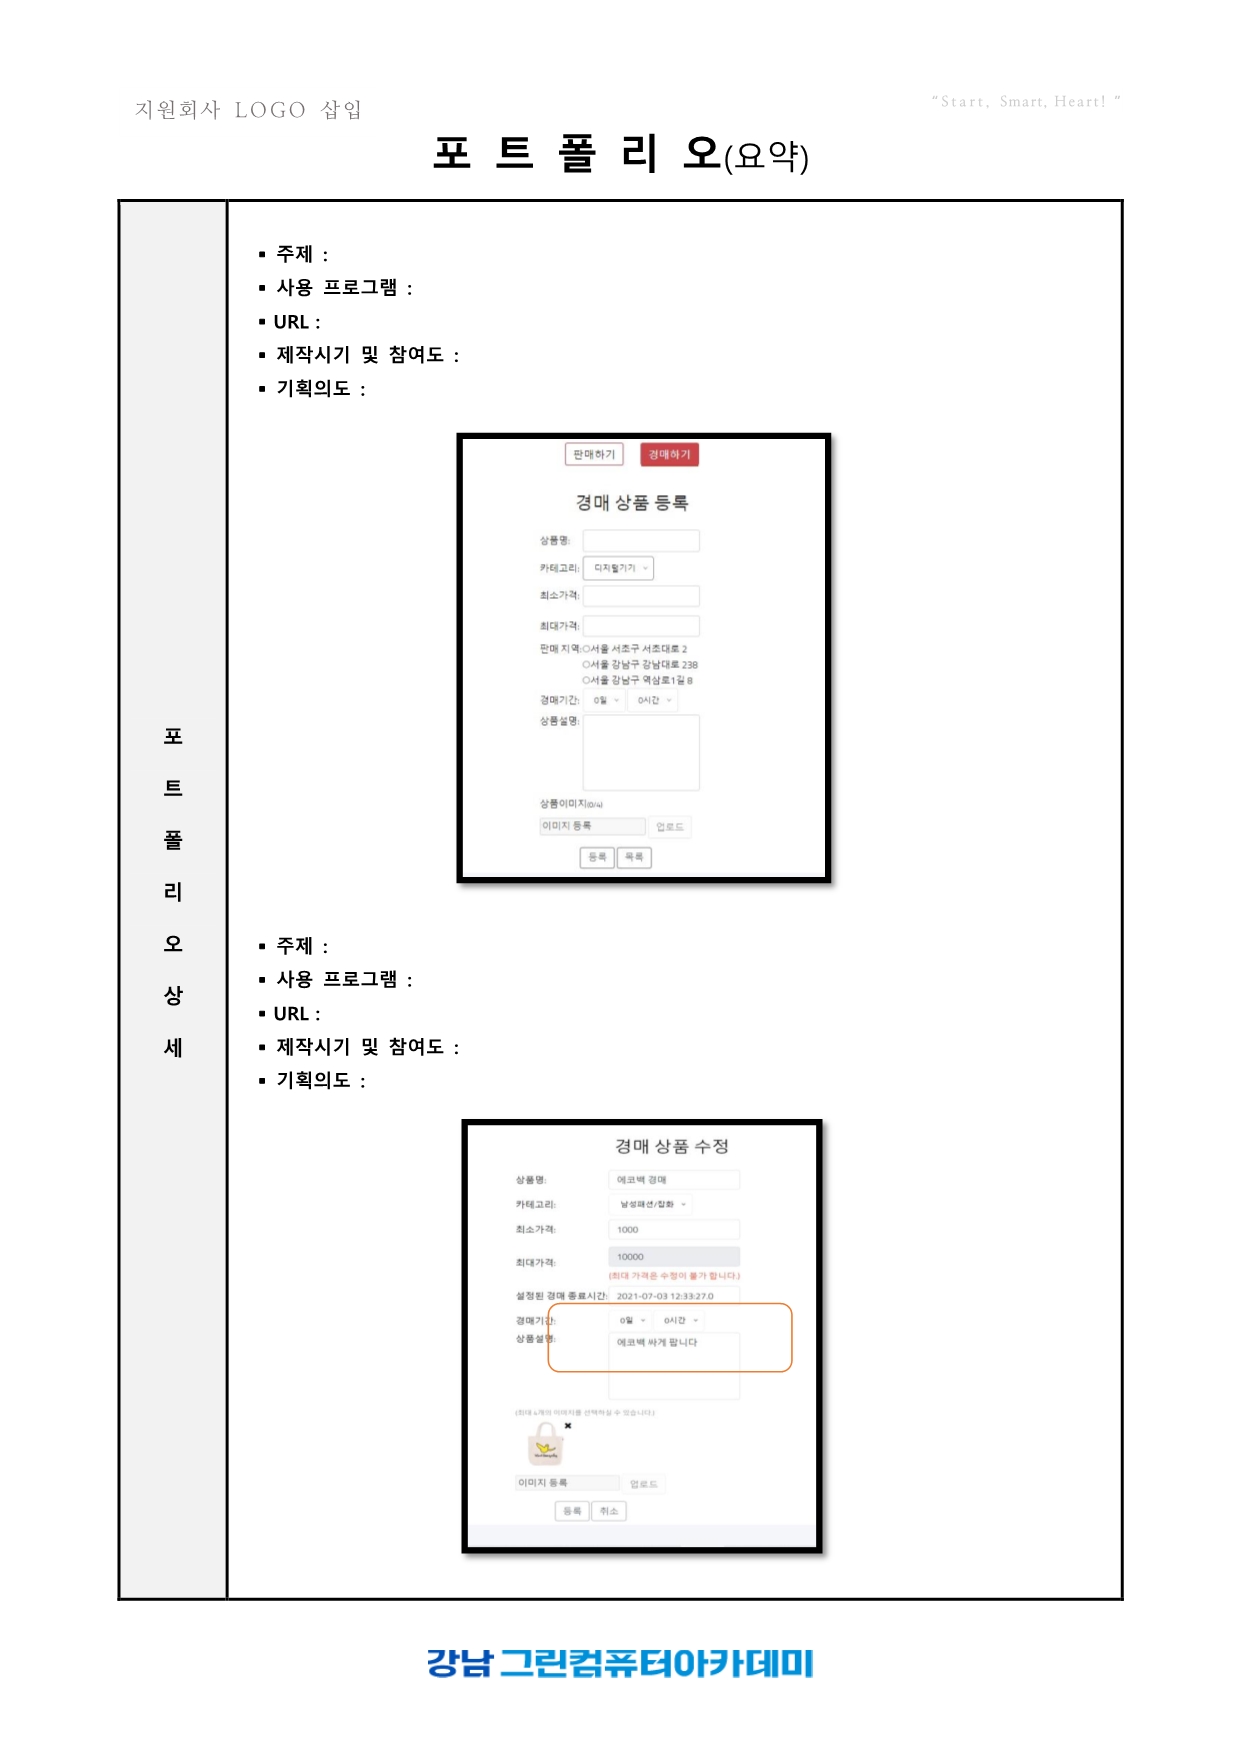 지원회사 LOGO 삽입
“Start, Smart, Heart! ”
포 트 폴 리 오(요약)
포
트
폴
리
오
상
세
▪ 주제 :
▪ 사용 프로그램 :
▪ URL :
▪ 제작시기 및 참여도 :
▪ 기획의도 :
판매하기 경매하기
경매 상품 등록
상품명:
카테고리: 디지털기기
최소가격:
최대가격:
판매 지역:○서울 서초구 서초대로 2
○서울 강남구 강남대로 238
○서울 강남구 역삼로1길 8
경매기간: 0일 0시간
상품설명:
상품이미지(0/4)
이미지 등록 업로드
등록 목록
▪ 주제 :
▪ 사용 프로그램 :
▪ URL :
▪ 제작시기 및 참여도 :
▪ 기획의도 :
경매 상품 수정
상품명: 에코백 경매
카테고리: 남성패션/잡화
최소가격: 1000
최대가격: 10000
(최대 가격은 수정이 불가 합니다.)
설정된 경매 종료시간: 2021-07-03 12:33:27.0
경매기간: 0일 0시간
상품설명: 에코백 싸게 팝니다
(최대 4개의 이미지를 선택하실 수 있습니다.)
이미지 등록 업로드
등록 취소
강남 그린컴퓨터아카데미